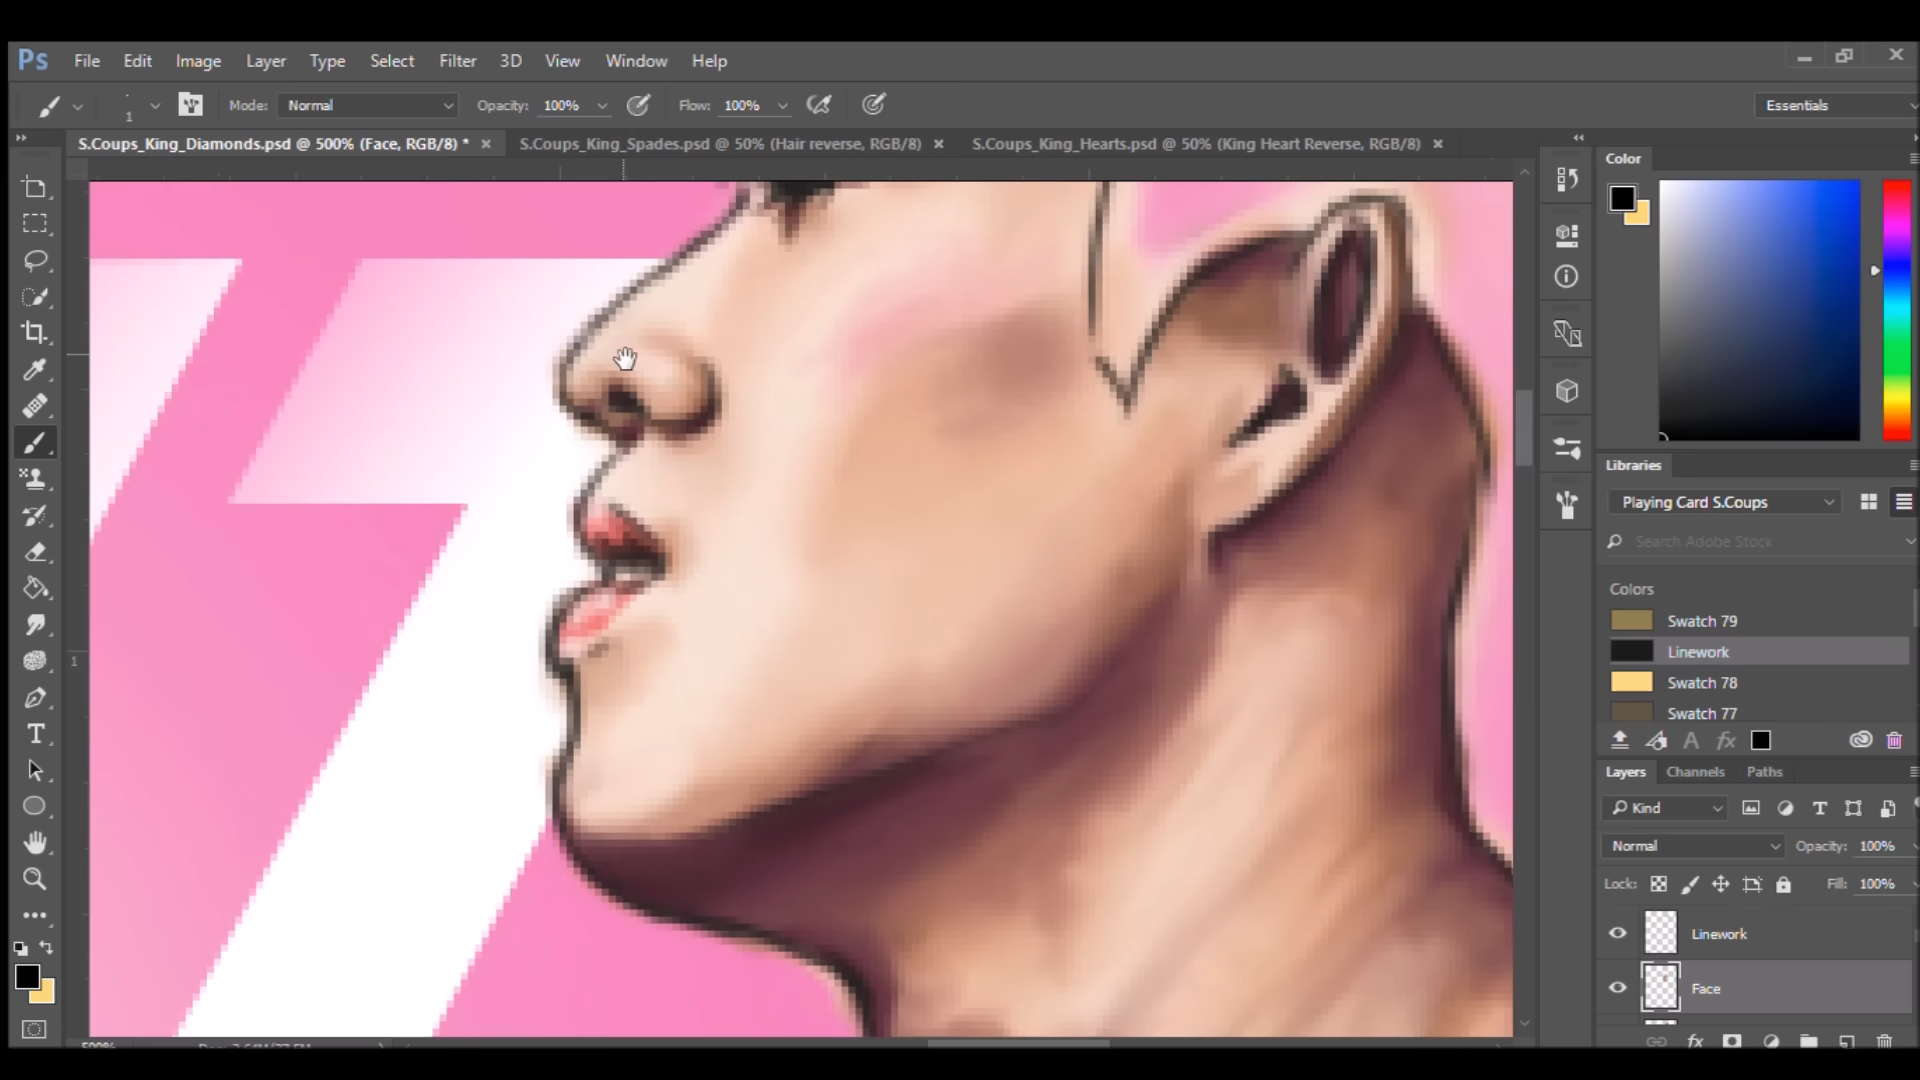 Ps File Edit Image Layer Type Select Filter 3D View Window Help
1 Mode: Normal Opacity: 100% Flow: 100% Essentials
S.Coups_King_Diamonds.psd @ 500% (Face, RGB/8) * S.Coups_King_Spades.psd @ 50% (Hair reverse, RGB/8) S.Coups_King_Hearts.psd @ 50% (King Heart Reverse, RGB/8)
Color
Libraries
Playing Card S.Coups
Search Adobe Stock
Colors
Swatch 79
Linework
Swatch 78
Swatch 77
1
Layers Channels Paths
Kind
Normal Opacity: 100%
Lock: Fill: 100%
Linework
Face